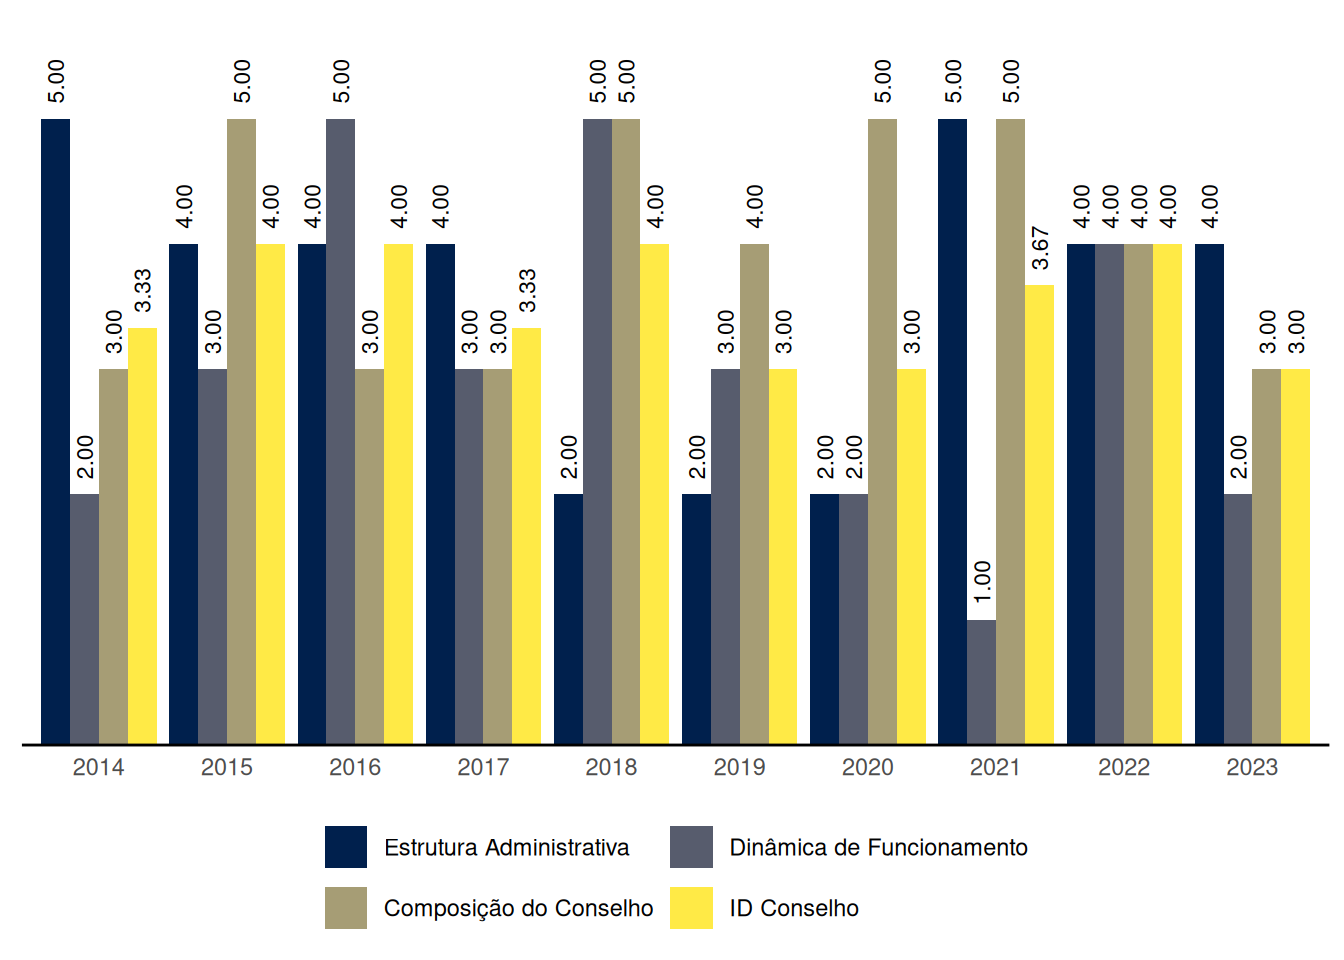 5.00 2.00 3.00 3.33 4.00 3.00 5.00 4.00 4.00 5.00 3.00 4.00 4.00 3.00 3.00 3.33 2.00 5.00 5.00 4.00 2.00 3.00 4.00 3.00 2.00 2.00 5.00 3.00 5.00 1.00 5.00 3.67 4.00 4.00 4.00 4.00 4.00 2.00 3.00 3.00
2014 2015 2016 2017 2018 2019 2020 2021 2022 2023
Estrutura Administrativa Dinâmica de Funcionamento
Composição do Conselho ID Conselho